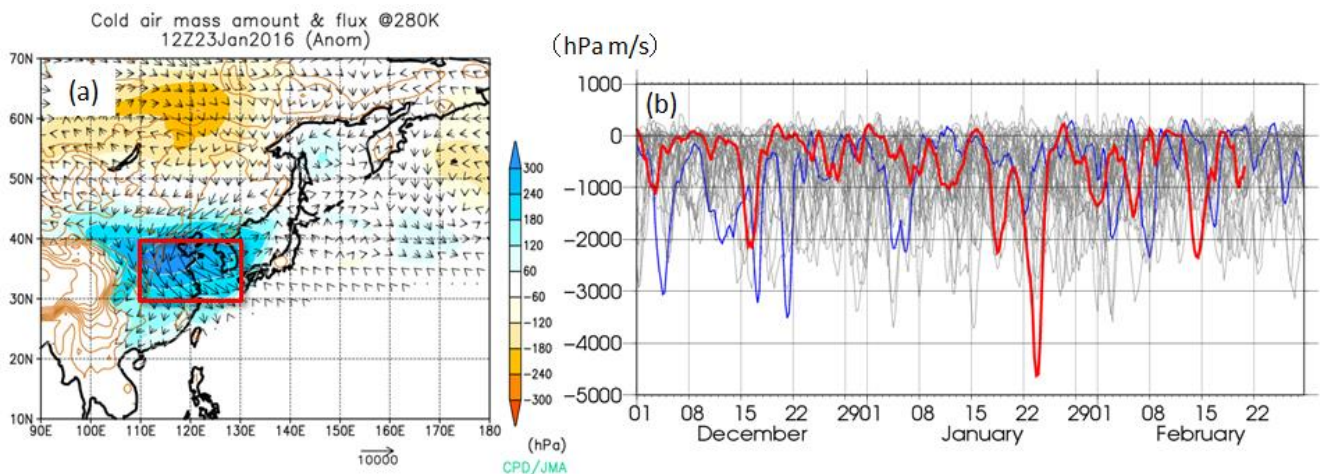 Cold air mass amount & flux @280K
12Z23Jan2016 (Anom)
(a)
70N
60N
50N
40N
30N
20N
10N
90E 100E 110E 120E 130E 140E 150E 160E 170E 180
300
240
180
120
60
-60
-120
-180
-240
-300
(hPa)
10000
CPD/JMA
(hPa m/s)
(b)
1000
0
-1000
-2000
-3000
-4000
-5000
01 08 15 22 2901 08 15 22 2901 08 15 22
December January February